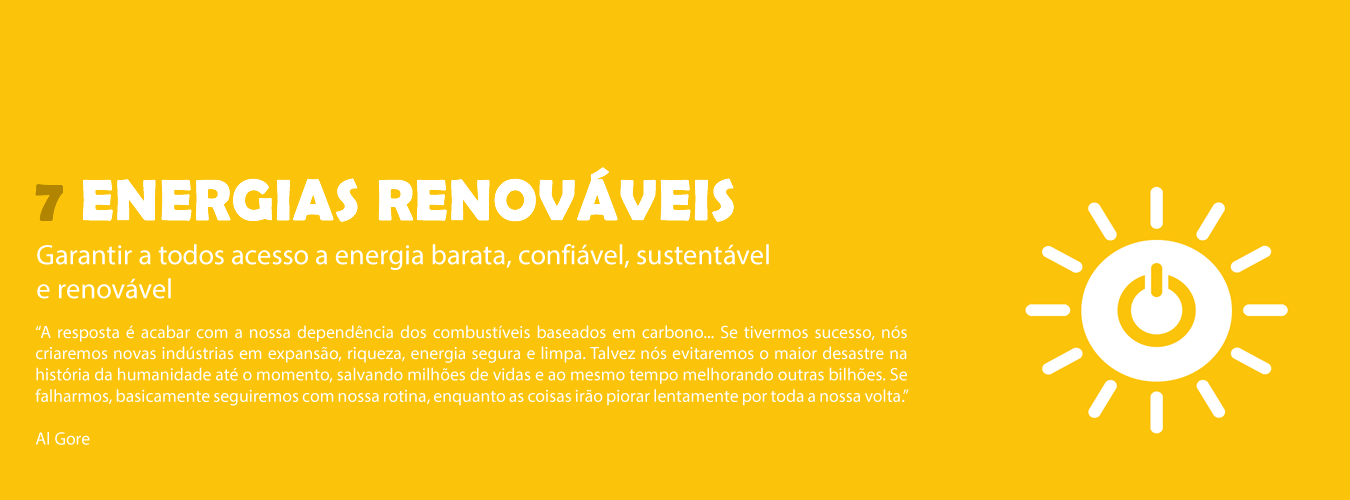 7 ENERGIAS RENOVÁVEIS
Garantir a todos acesso a energia barata, confiável, sustentável
e renovável
“A resposta é acabar com a nossa dependência dos combustíveis baseados em carbono... Se tivermos sucesso, nós
criaremos novas indústrias em expansão, riqueza, energia segura e limpa. Talvez nós evitaremos o maior desastre na
história da humanidade até o momento, salvando milhões de vidas e ao mesmo tempo melhorando outras bilhões. Se
falharmos, basicamente seguiremos com nossa rotina, enquanto as coisas irão piorar lentamente por toda a nossa volta.”
Al Gore